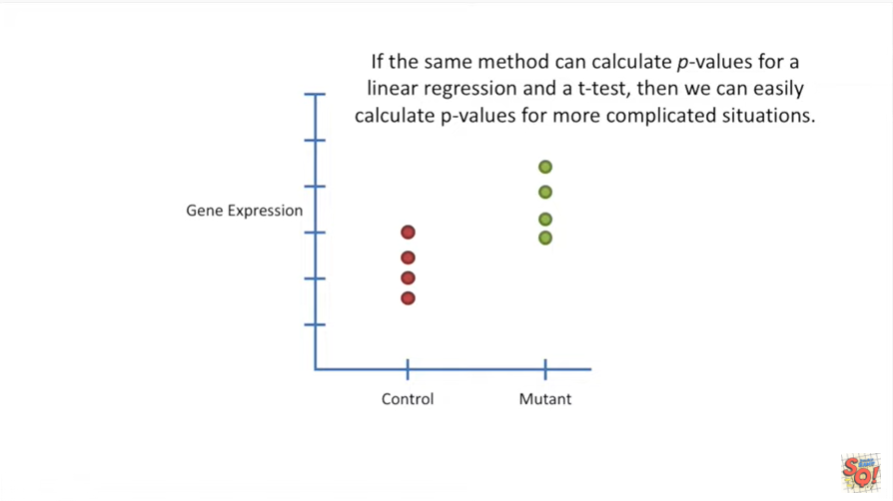 If the same method can calculate p-values for a
linear regression and a t-test, then we can easily
calculate p-values for more complicated situations.
Gene Expression
Control
Mutant
SQ!